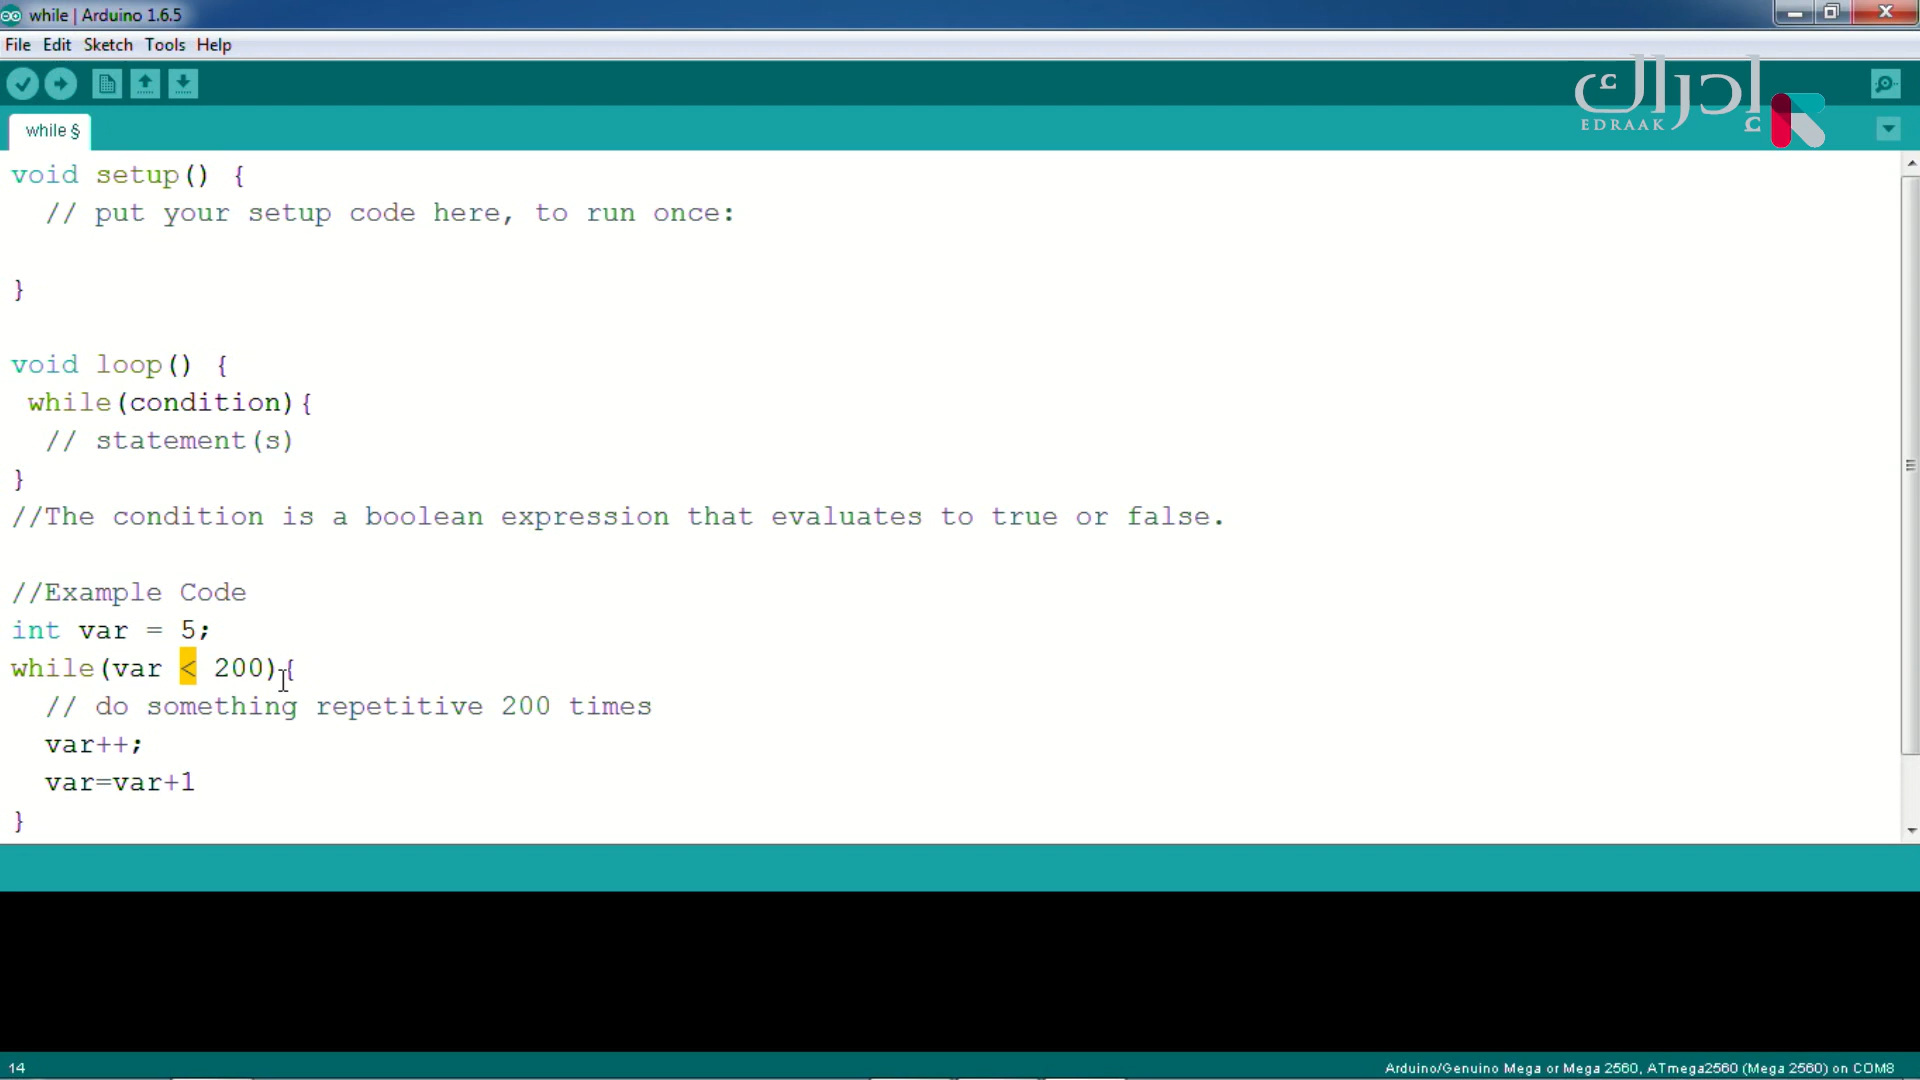 while | Arduino 1.6.5
File Edit Sketch Tools Help
إدراك
EDRAAK
while §
void setup() {
// put your setup code here, to run once:
}
void loop() {
while(condition){
// statement(s)
}
//The condition is a boolean expression that evaluates to true or false.
//Example Code
int var = 5;
while(var < 200){
// do something repetitive 200 times
var++;
var=var+1
}
14
Arduino/Genuino Mega or Mega 2560, ATmega2560 (Mega 2560) on COM8